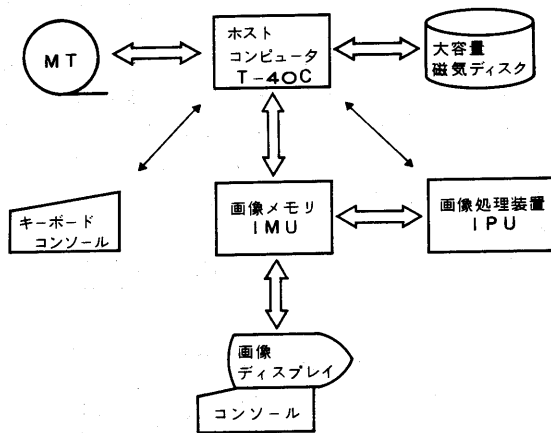 MT
ホスト
コンピュータ
T-40C
大容量
磁気ディスク
キーボード
コンソール
画像メモリ
IMU
画像処理装置
IPU
画像
ディスプレイ
コンソール